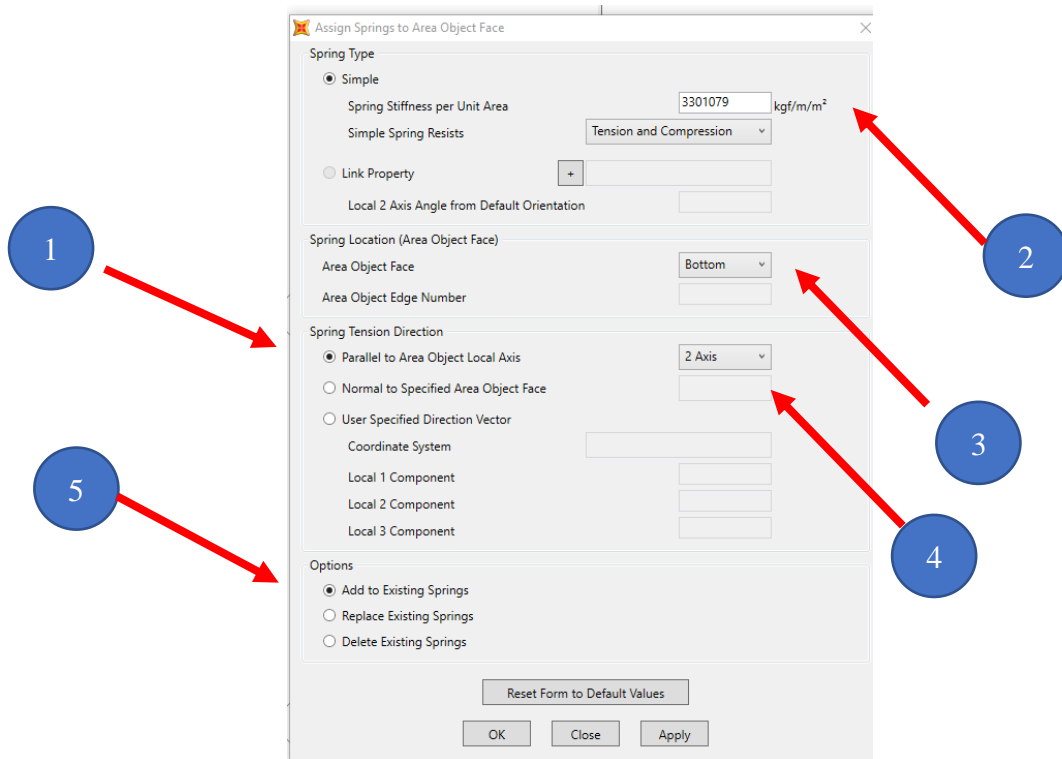 Assign Springs to Area Object Face
Spring Type
Simple
Spring Stiffness per Unit Area 3301079 kgf/m/m²
Simple Spring Resists Tension and Compression
Link Property +
Local 2 Axis Angle from Default Orientation
Spring Location (Area Object Face)
1
2
Area Object Face Bottom
Area Object Edge Number
Spring Tension Direction
Parallel to Area Object Local Axis 2 Axis
Normal to Specified Area Object Face
User Specified Direction Vector
3
Coordinate System
Local 1 Component
5
Local 2 Component
Local 3 Component
4
Options
Add to Existing Springs
Replace Existing Springs
Delete Existing Springs
Reset Form to Default Values
OK Close Apply